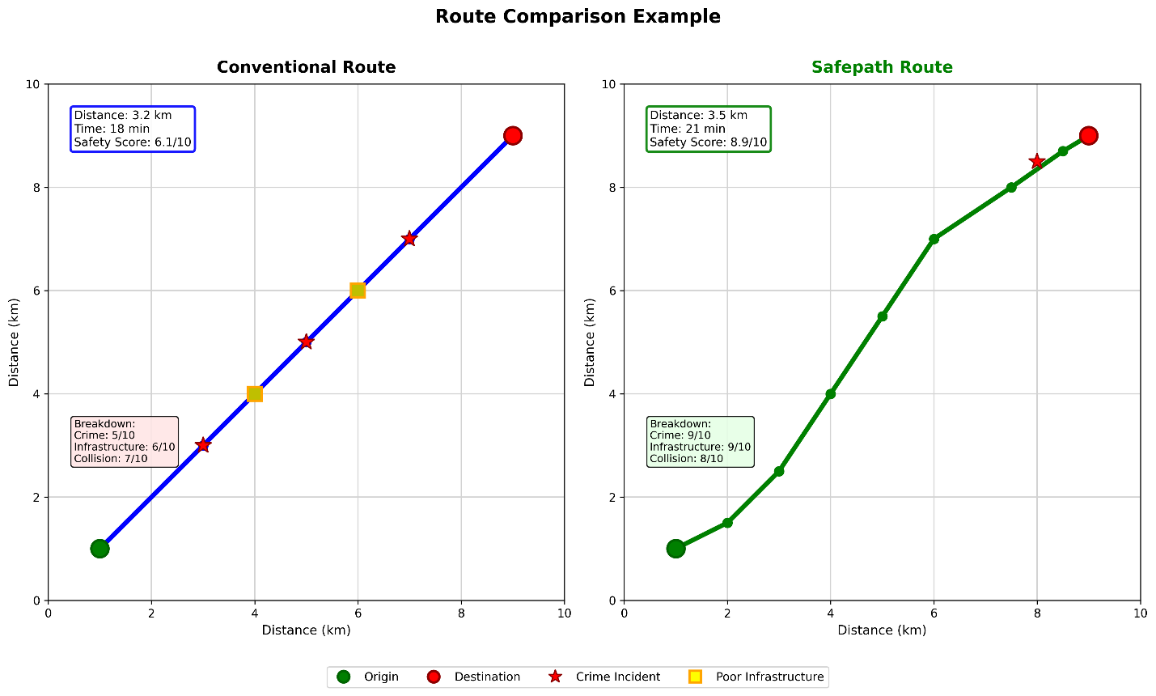 Route Comparison Example
Conventional Route
10
8
6
4
2
0
Distance (km)
Distance: 3.2 km
Time: 18 min
Safety Score: 6.1/10
Breakdown:
Crime: 5/10
Infrastructure: 6/10
Collision: 7/10
0 2 4 6 8 10
Distance (km)
Safepath Route
10
8
6
4
2
0
Distance (km)
Distance: 3.5 km
Time: 21 min
Safety Score: 8.9/10
Breakdown:
Crime: 9/10
Infrastructure: 9/10
Collision: 8/10
0 2 4 6 8 10
Distance (km)
Origin Destination Crime Incident Poor Infrastructure